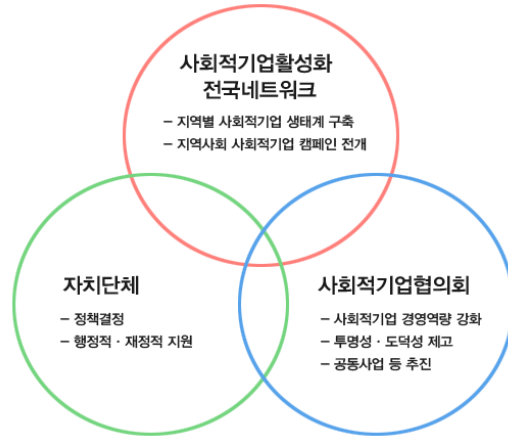 사회적기업활성화
전국네트워크
– 지역별 사회적기업 생태계 구축
– 지역사회 사회적기업 캠페인 전개
자치단체
– 정책결정
– 행정적 · 재정적 지원
사회적기업협의회
– 사회적기업 경영역량 강화
– 투명성 · 도덕성 제고
– 공동사업 등 추진